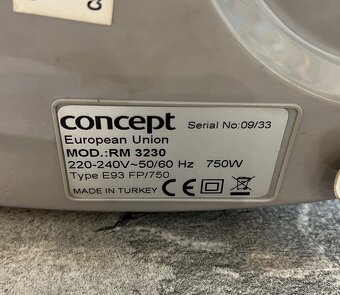 concept Serial No:09/33
European Union
MOD.:RM 3230
220-240V~50/60 Hz 750W
Type E93 FP/750
MADE IN TURKEY CE